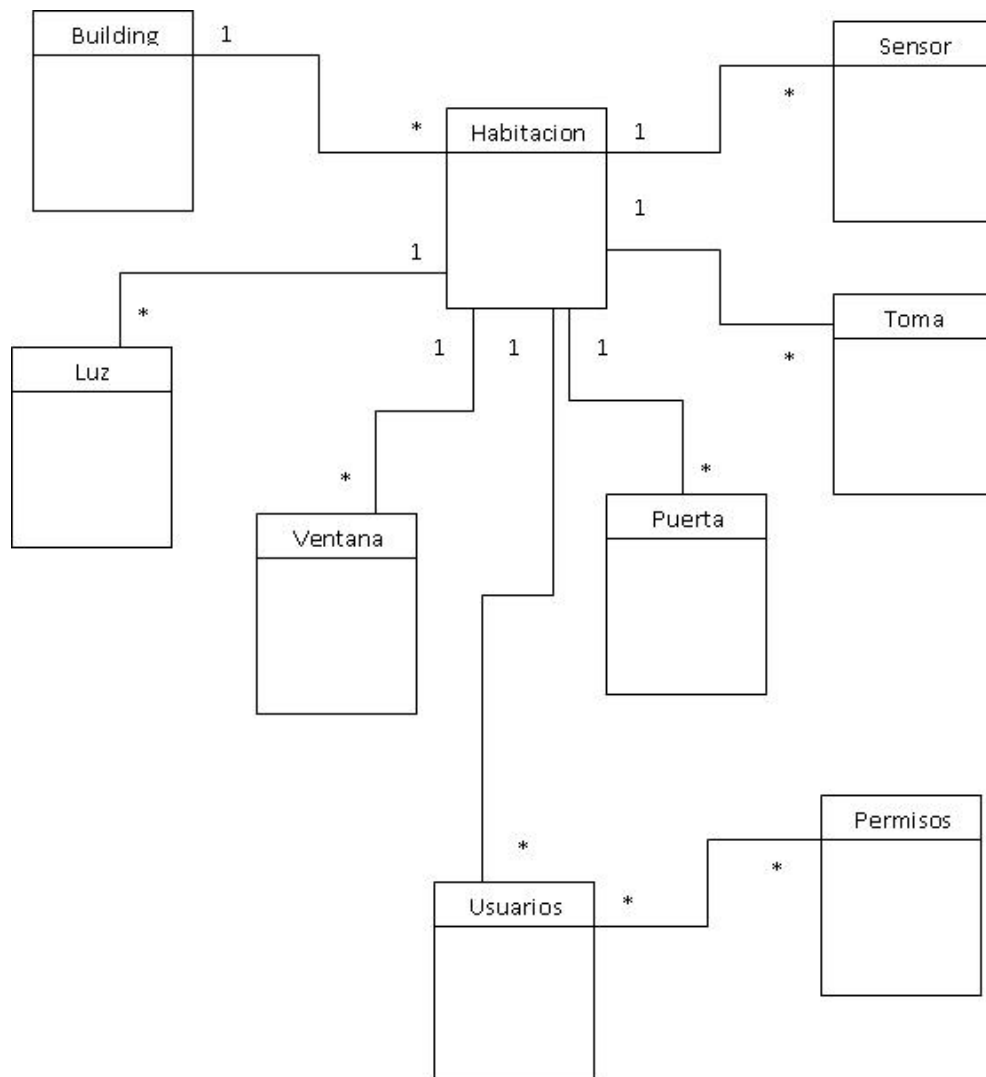 Building
1
Sensor
*
*
Habitacion
1
1
1
*
Toma
*
Luz
1
1
1
*
*
Ventana
Puerta
Permisos
*
*
*
Usuarios